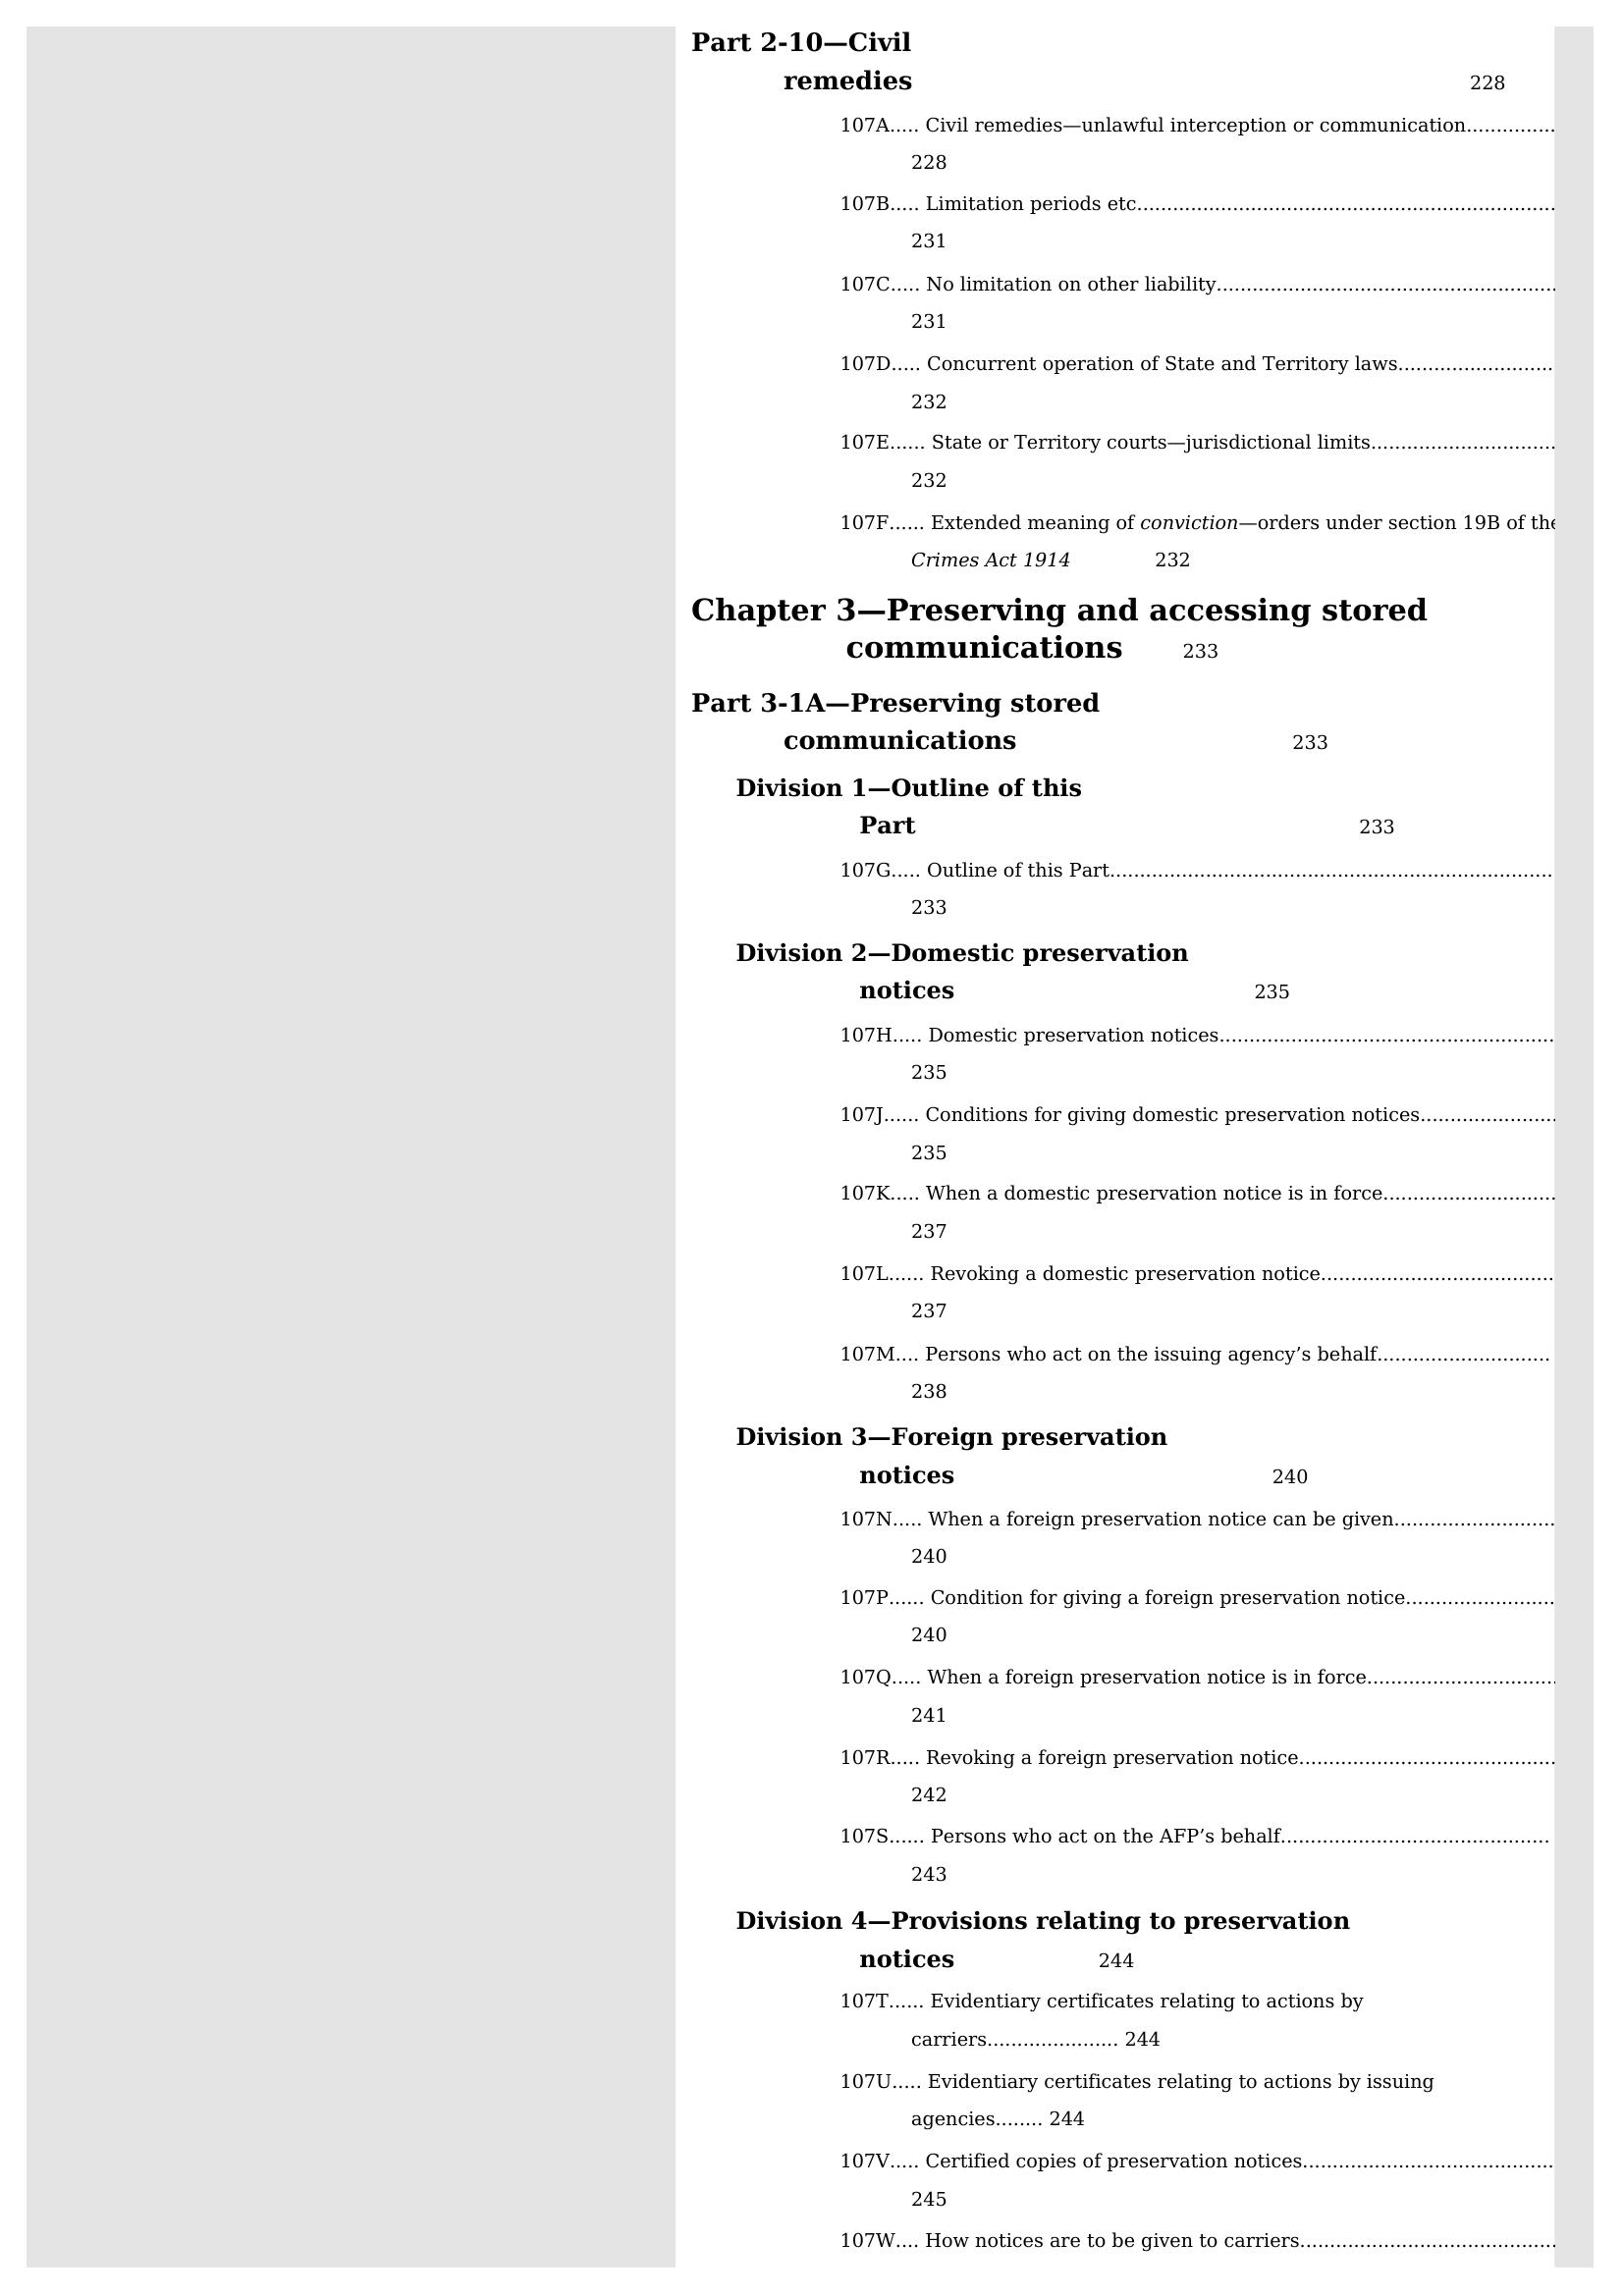 Part 2-10—Civil
remedies 228
107A..... Civil remedies—unlawful interception or communication...............
228
107B..... Limitation periods etc......................................................................
231
107C..... No limitation on other liability.........................................................
231
107D..... Concurrent operation of State and Territory laws..........................
232
107E...... State or Territory courts—jurisdictional limits...............................
232
107F...... Extended meaning of conviction—orders under section 19B of the
Crimes Act 1914 232
Chapter 3—Preserving and accessing stored
communications 233
Part 3-1A—Preserving stored
communications 233
Division 1—Outline of this
Part 233
107G..... Outline of this Part..........................................................................
233
Division 2—Domestic preservation
notices 235
107H..... Domestic preservation notices........................................................
235
107J...... Conditions for giving domestic preservation notices.......................
235
107K..... When a domestic preservation notice is in force.............................
237
107L...... Revoking a domestic preservation notice.......................................
237
107M.... Persons who act on the issuing agency’s behalf.............................
238
Division 3—Foreign preservation
notices 240
107N..... When a foreign preservation notice can be given...........................
240
107P...... Condition for giving a foreign preservation notice.........................
240
107Q..... When a foreign preservation notice is in force................................
241
107R..... Revoking a foreign preservation notice...........................................
242
107S...... Persons who act on the AFP’s behalf.............................................
243
Division 4—Provisions relating to preservation
notices 244
107T...... Evidentiary certificates relating to actions by
carriers...................... 244
107U..... Evidentiary certificates relating to actions by issuing
agencies........ 244
107V..... Certified copies of preservation notices..........................................
245
107W.... How notices are to be given to carriers...........................................